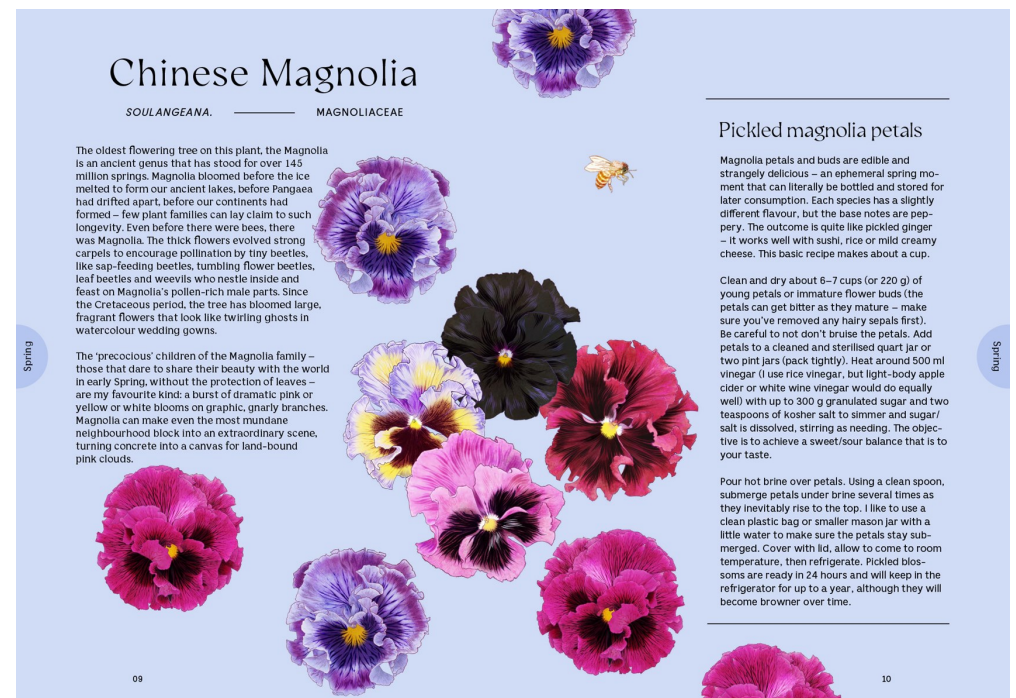 Chinese Magnolia
SOULANGEANA. — MAGNOLIACEAE
The oldest flowering tree on this plant, the Magnolia
is an ancient genus that has stood for over 145
million springs. Magnolia bloomed before the ice
melted to form our ancient lakes, before Pangaea
had drifted apart, before our continents had
formed – few plant families can lay claim to such
longevity. Even before there were bees, there
was Magnolia. The thick flowers evolved strong
carpels to encourage pollination by tiny beetles,
like sap-feeding beetles, tumbling flower beetles,
leaf beetles and weevils who nestle inside and
feast on Magnolia's pollen-rich male parts. Since
the Cretaceous period, the tree has bloomed large,
fragrant flowers that look like twirling ghosts in
watercolour wedding gowns.
The ‘precocious’ children of the Magnolia family –
those that dare to share their beauty with the world
in early Spring, without the protection of leaves –
are my favourite kind: a burst of dramatic pink or
yellow or white blooms on graphic, gnarly branches.
Magnolia can make even the most mundane
neighbourhood block into an extraordinary scene,
turning concrete into a canvas for land-bound
pink clouds.
Spring
09
Pickled magnolia petals
Magnolia petals and buds are edible and
strangely delicious – an ephemeral spring mo-
ment that can literally be bottled and stored for
later consumption. Each species has a slightly
different flavour, but the base notes are pep-
pery. The outcome is quite like pickled ginger
– it works well with sushi, rice or mild creamy
cheese. This basic recipe makes about a cup.
Clean and dry about 6–7 cups (or 220 g) of
young petals or immature flower buds (the
petals can get bitter as they mature – make
sure you've removed any hairy sepals first).
Be careful to not don't bruise the petals. Add
petals to a cleaned and sterilised quart jar or
two pint jars (pack tightly). Heat around 500 ml
vinegar (I use rice vinegar, but light-body apple
cider or white wine vinegar would do equally
well) with up to 300 g granulated sugar and two
teaspoons of kosher salt to simmer and sugar/
salt is dissolved, stirring as needing. The objec-
tive is to achieve a sweet/sour balance that is to
your taste.
Pour hot brine over petals. Using a clean spoon,
submerge petals under brine several times as
they inevitably rise to the top. I like to use a
clean plastic bag or smaller mason jar with a
little water to make sure the petals stay sub-
merged. Cover with lid, allow to come to room
temperature, then refrigerate. Pickled blos-
soms are ready in 24 hours and will keep in the
refrigerator for up to a year, although they will
become browner over time.
Spring
10